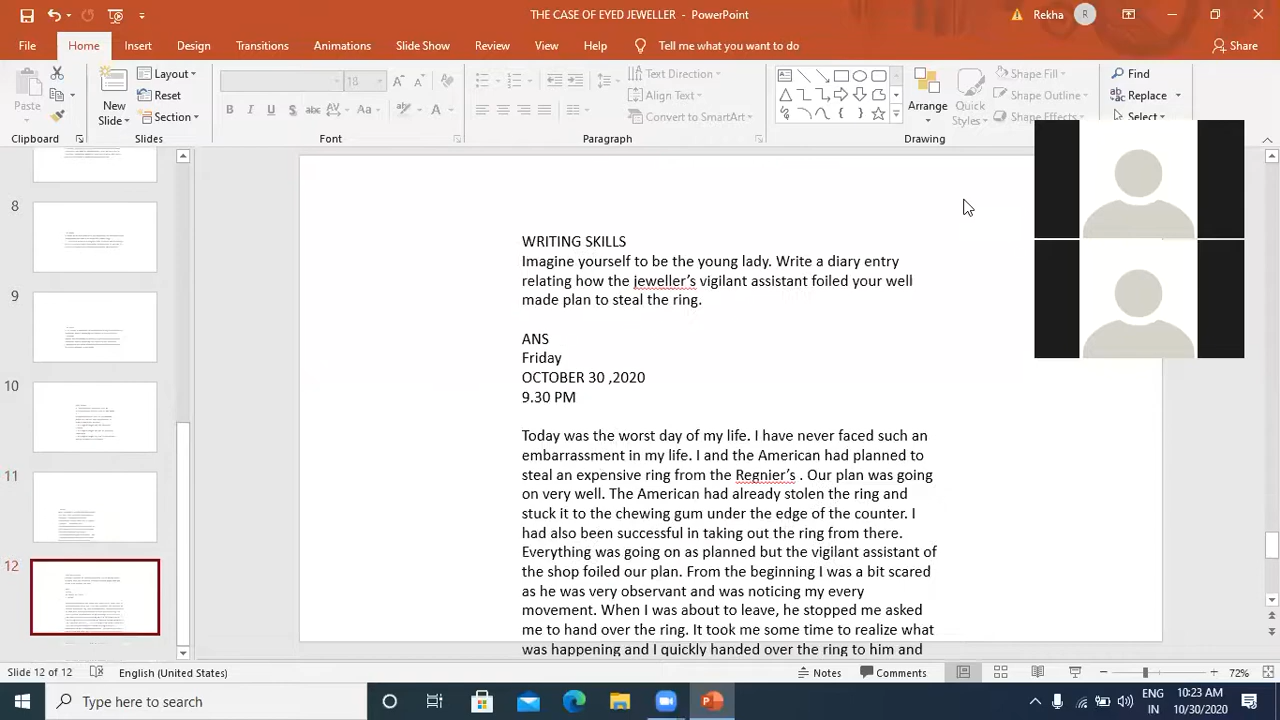 THE CASE OF EYED JEWELLER - PowerPoint
Rekha
R
File Home Insert Design Transitions Animations Slide Show Review View Help Tell me what you want to do
Share
Paste
New Slide
Layout
Reset
Section
18
B I U S abc AV Aa A
Text Direction
Align Text
Convert to SmartArt
Arrange
Quick Styles
Shape Fill
Shape Outline
Shape Effects
Find
Replace
Select
Clipboard
Slides
Font
Paragraph
Drawing
8
9
10
11
12
WRITING SKILLS
Imagine yourself to be the young lady. Write a diary entry
relating how the jeweller's vigilant assistant foiled your well
made plan to steal the ring.
ANS
Friday
OCTOBER 30 ,2020
9.30 PM
Today was the worst day of my life. I have never faced such an
embarrassment in my life. I and the American had planned to
steal an expensive ring from the Regnier's . Our plan was going
on very well. The American had already stolen the ring and
stuck it to the chewing gum under the edge of the counter. I
had also been successful in taking out the ring from there.
Everything was going on as planned but the vigilant assistant of
the shop foiled our plan. From the beginning I was a bit scared
as he was very observant and was noticing my every
movement. When I was about to leave, he stopped me asked
me to hand over the ring. It took me some time to realize what
was happening and I quickly handed over the ring to him and
Slide 12 of 12
English (United States)
Notes
Comments
72%
Type here to search
ENG
IN
10:23 AM
10/30/2020